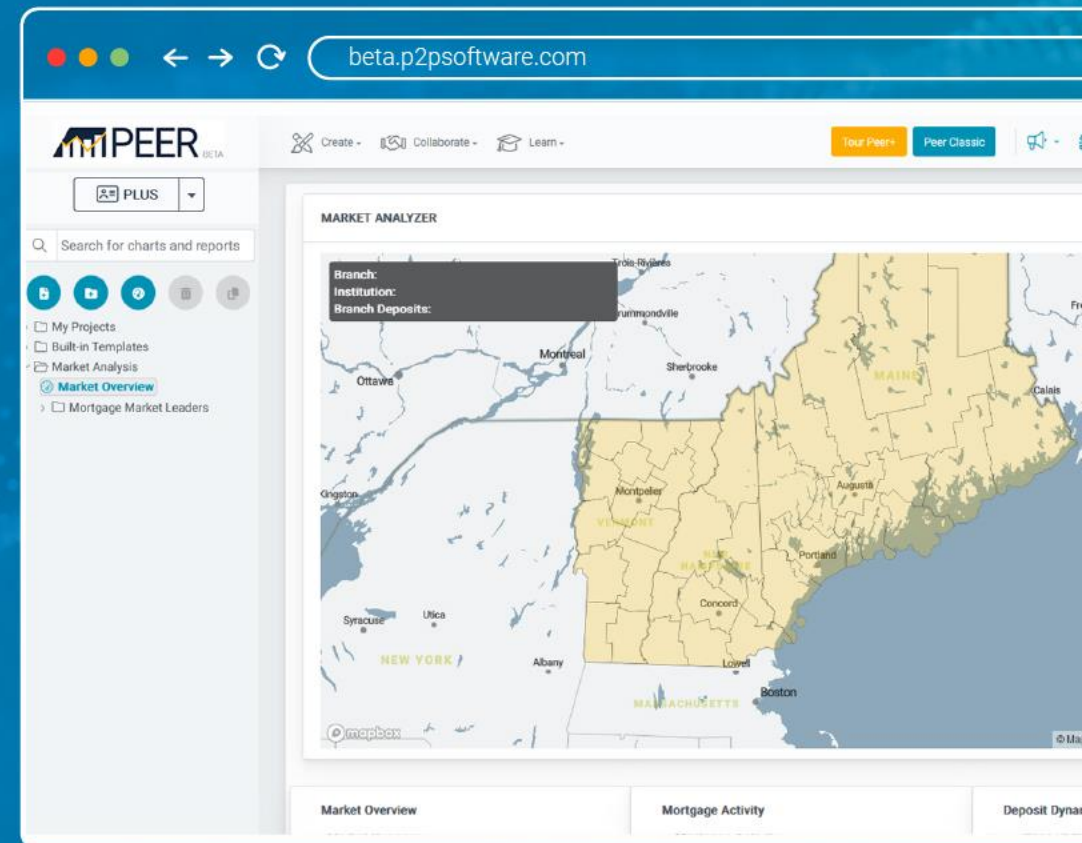 beta.p2psoftware.com
PEER BETA
Create
Collaborate
Learn
Tour Peer+
Peer Classic
PLUS
Search for charts and reports
My Projects
Built-in Templates
Market Analysis
Market Overview
Mortgage Market Leaders
MARKET ANALYZER
Branch:
Institution:
Branch Deposits:
Trois-Rivières
Drummondville
Montreal
Sherbrooke
Ottawa
MAINE
Calais
Kingston
Montpelier
Augusta
VERMONT
Portland
NEW
HAMPSHIRE
Concord
Syracuse
Utica
NEW YORK
Albany
Lowell
MASSACHUSETTS
Boston
mapbox
Market Overview
Mortgage Activity
Deposit